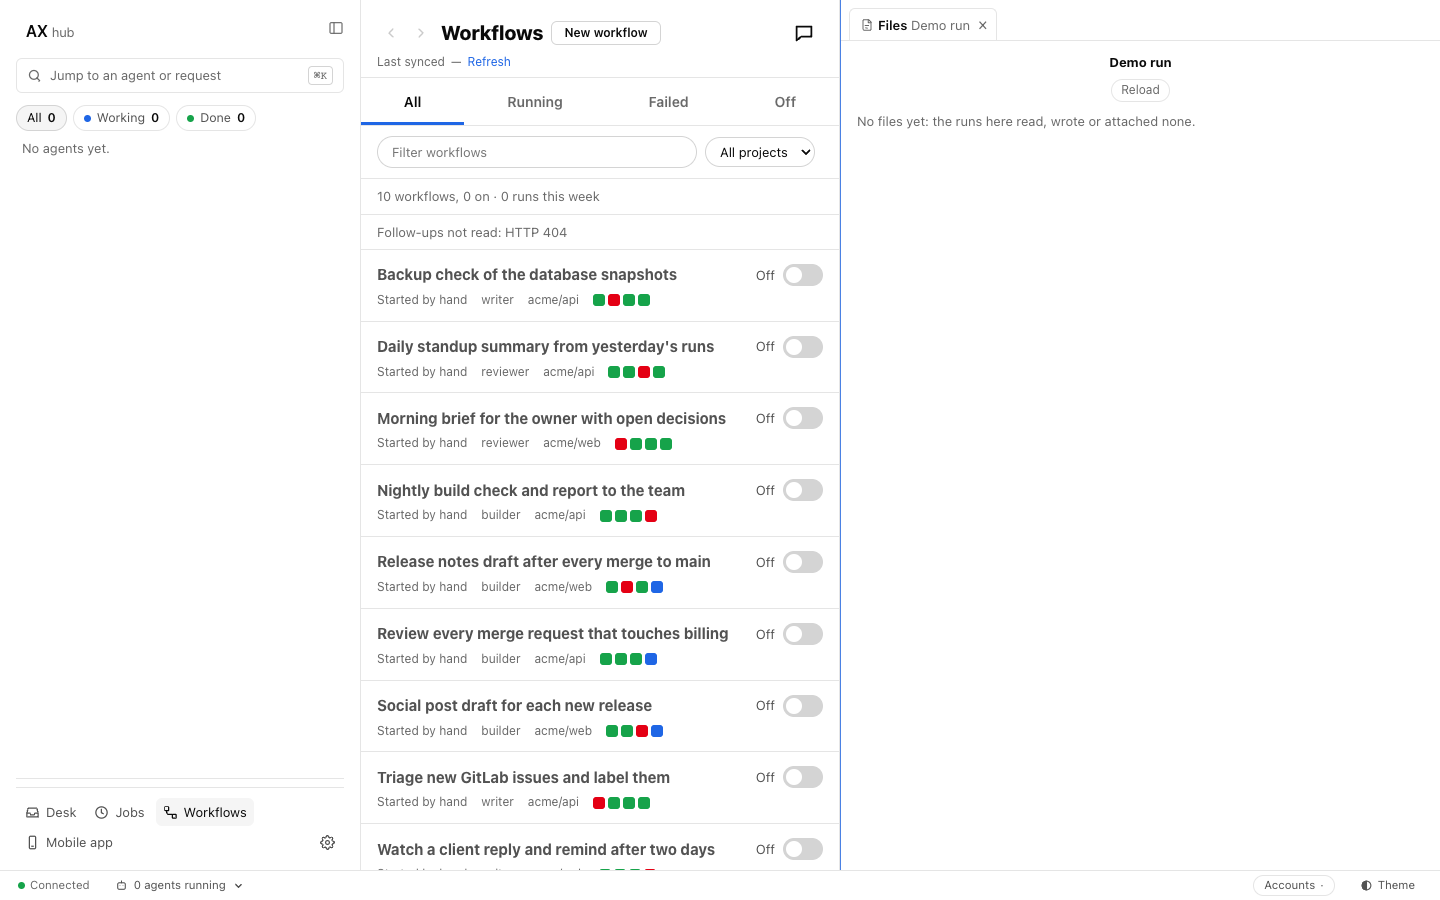 AX hub
Jump to an agent or request ⌘K
All 0 Working 0 Done 0
No agents yet.
Desk Jobs Workflows
Mobile app
Workflows New workflow
Last synced — Refresh
All Running Failed Off
Filter workflows All projects
10 workflows, 0 on · 0 runs this week
Follow-ups not read: HTTP 404
Backup check of the database snapshots Off
Started by hand writer acme/api
Daily standup summary from yesterday's runs Off
Started by hand reviewer acme/api
Morning brief for the owner with open decisions Off
Started by hand reviewer acme/web
Nightly build check and report to the team Off
Started by hand builder acme/api
Release notes draft after every merge to main Off
Started by hand builder acme/web
Review every merge request that touches billing Off
Started by hand builder acme/api
Social post draft for each new release Off
Started by hand builder acme/web
Triage new GitLab issues and label them Off
Started by hand writer acme/api
Watch a client reply and remind after two days Off
Files Demo run
Demo run
Reload
No files yet: the runs here read, wrote or attached none.
Connected 0 agents running Accounts · Theme